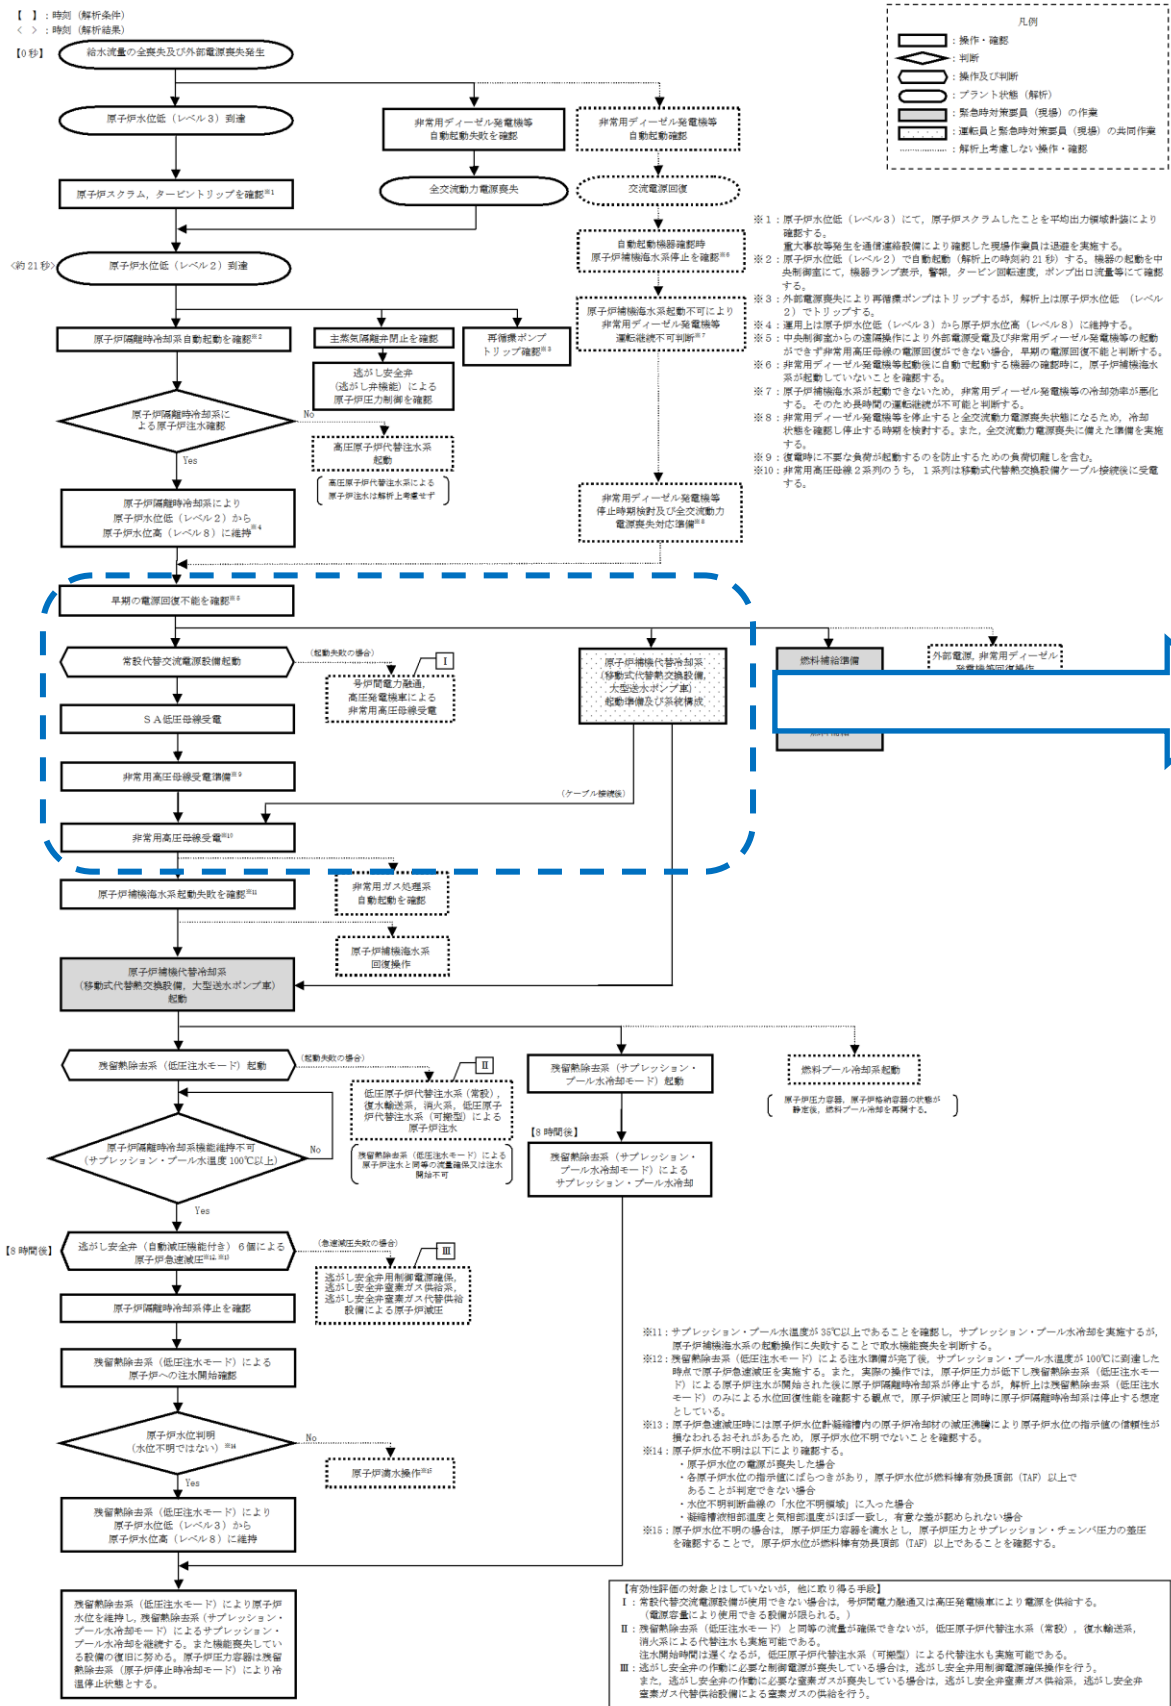 【　】：時刻（解析条件）
＜　＞：時刻（解析結果）
【0秒】
給水流量の全喪失及び外部電源喪失発生
凡例
：操作・確認
：判断
：操作及び判断
：プラント状態（解析）
：緊急時対策要員（現場）の作業
：運転員と緊急時対策要員（現場）の共同作業
：解析上考慮しない操作・確認
原子炉水位低（レベル３）到達
非常用ディーゼル発電機等
自動起動失敗を確認
非常用ディーゼル発電機等
自動起動確認
原子炉スクラム，タービントリップを確認※1
全交流動力電源喪失
交流電源回復
＜約21秒＞
原子炉水位低（レベル２）到達
自動起動機器確認時
原子炉補機海水系停止を確認※6
原子炉隔離時冷却系自動起動を確認※2
主蒸気隔離弁閉止を確認
再循環ポンプ
トリップ確認※3
原子炉補機海水系起動不可により
非常用ディーゼル発電機等
運転継続不可判断※7
逃がし安全弁
（逃がし弁機能）による
原子炉圧力制御を確認
原子炉隔離時冷却系に
よる原子炉注水確認
No
Yes
高圧原子炉代替注水系
起動
高圧原子炉代替注水系による
原子炉注水は解析上考慮せず
原子炉隔離時冷却系により
原子炉水位低（レベル２）から
原子炉水位高（レベル８）に維持※4
非常用ディーゼル発電機等
停止時期検討及び全交流動力
電源喪失対応準備※8
※１：原子炉水位低（レベル３）にて，原子炉スクラムしたことを平均出力領域計装により
確認する。
重大事故等発生を通信連絡設備により確認した現場作業員は退避を実施する。
※２：原子炉水位低（レベル２）で自動起動（解析上の時刻約21秒）する。機器の起動を中
央制御室にて，機器ランプ表示，警報，タービン回転速度，ポンプ出口流量等にて確認
する。
※３：外部電源喪失により再循環ポンプはトリップするが，解析上は原子炉水位低　（レベル
２）でトリップする。
※４：運用上は原子炉水位低（レベル３）から原子炉水位高（レベル８）に維持する。
※５：中央制御室からの遠隔操作により外部電源受電及び非常用ディーゼル発電機等の起動
ができず非常用高圧母線の電源回復ができない場合，早期の電源回復不能と判断する。
※６：非常用ディーゼル発電機等起動後に自動で起動する機器の確認時に，原子炉補機海水
系が起動していないことを確認する。
※７：原子炉補機海水系が起動できないため，非常用ディーゼル発電機等の冷却効率が悪化
する。そのため長時間の運転継続が不可能と判断する。
※８：非常用ディーゼル発電機等を停止すると全交流動力電源喪失状態になるため，冷却
状態を確認し停止する時期を検討する。また，全交流動力電源喪失に備えた準備を実施
する。
※９：復電時に不要な負荷が起動するのを防止するための負荷切離しを含む。
※10：非常用高圧母線２系列のうち，１系列は移動式代替熱交換設備ケーブル接続後に受電
する。
早期の電源回復不能を確認※5
常設代替交流電源設備起動
（起動失敗の場合）
Ⅰ
号炉間電力融通，
高圧発電機車による
非常用高圧母線受電
原子炉補機代替冷却系
（移動式代替熱交換設備，
大型送水ポンプ車）
起動準備及び系統構成
燃料補給準備
外部電源，非常用ディーゼル
ＳＡ低圧母線受電
非常用高圧母線受電準備※9
（ケーブル接続後）
非常用高圧母線受電※10
原子炉補機海水系起動失敗を確認※11
非常用ガス処理系
自動起動を確認
原子炉補機海水系
回復操作
原子炉補機代替冷却系
（移動式代替熱交換設備，大型送水ポンプ車）
起動
残留熱除去系（低圧注水モード）起動
（起動失敗の場合）
Ⅱ
低圧原子炉代替注水系（常設），
復水輸送系，消火系，低圧原子
炉代替注水系（可搬型）による
原子炉注水
残留熱除去系（低圧注水モード）による
原子炉注水と同等の流量確保又は注水
開始不可
残留熱除去系（サプレッション・
プール水冷却モード）起動
燃料プール冷却系起動
原子炉圧力容器，原子炉格納容器の状態が
静定後，燃料プール冷却を再開する。
【8時間後】
残留熱除去系（サプレッション・
プール水冷却モード）による
サプレッション・プール水冷却
原子炉隔離時冷却系機能維持不可
（サプレッション・プール水温度100℃以上）
No
Yes
【8時間後】
逃がし安全弁（自動減圧機能付き）６個による
原子炉急速減圧※12，※13
（急速減圧失敗の場合）
Ⅲ
逃がし安全弁用制御電源確保，
逃がし安全弁窒素ガス供給系，
逃がし安全弁窒素ガス代替供給
設備による原子炉減圧
原子炉隔離時冷却系停止を確認
残留熱除去系（低圧注水モード）による
原子炉への注水開始確認
原子炉水位判明
（水位不明ではない）※14
No
Yes
原子炉満水操作※15
残留熱除去系（低圧注水モード）により
原子炉水位低（レベル３）から
原子炉水位高（レベル８）に維持
※11：サプレッション・プール水温度が35℃以上であることを確認し，サプレッション・プール水冷却を実施するが，
原子炉補機海水系の起動操作に失敗することで取水機能喪失を判断する。
※12：残留熱除去系（低圧注水モード）による注水準備が完了後，サプレッション・プール水温度が100℃に到達した
時点で原子炉急速減圧を実施する。また，実際の操作では，原子炉圧力が低下し残留熱除去系（低圧注水モー
ド）による原子炉注水が開始された後に原子炉隔離時冷却系が停止するが，解析上は残留熱除去系（低圧注水
モード）のみによる水位回復性能を確認する観点で，原子炉減圧と同時に原子炉隔離時冷却系は停止する想定
としている。
※13：原子炉急速減圧時には原子炉水位計凝縮槽内の原子炉冷却材の減圧沸騰により原子炉水位の指示値の信頼性が
損なわれるおそれがあるため，原子炉水位不明でないことを確認する。
※14：原子炉水位不明は以下により確認する。
・原子炉水位の電源が喪失した場合
・各原子炉水位の指示値にばらつきがあり，原子炉水位が燃料棒有効長頂部（TAF）以上で
あることが判定できない場合
・水位不明判断曲線の「水位不明領域」に入った場合
・凝縮槽液相部温度と気相部温度がほぼ一致し，有意な差が認められない場合
※15：原子炉水位不明の場合は，原子炉圧力容器を満水とし，原子炉圧力とサプレッション・チェンバ圧力の差圧
を確認することで，原子炉水位が燃料棒有効長頂部（TAF）以上であることを確認する。
残留熱除去系（低圧注水モード）により原子炉
水位を維持し，残留熱除去系（サプレッション・
プール水冷却モード）によるサプレッション・
プール水冷却を継続する。また機能喪失してい
る設備の復旧に努める。原子炉圧力容器は残留
熱除去系（原子炉停止時冷却モード）により冷
温停止状態とする。
【有効性評価の対象とはしていないが，他に取り得る手段】
Ⅰ：常設代替交流電源設備が使用できない場合は，号炉間電力融通又は高圧発電機車により電源を供給する。
（電源容量により使用できる設備が限られる。）
Ⅱ：残留熱除去系（低圧注水モード）と同等の流量が確保できないが，低圧原子炉代替注水系（常設），復水輸送系，
消火系による代替注水も実施可能である。
注水開始時間は遅くなるが，低圧原子炉代替注水系（可搬型）による代替注水も実施可能である。
Ⅲ：逃がし安全弁の作動に必要な制御電源が喪失している場合は，逃がし安全弁用制御電源確保操作を行う。
また，逃がし安全弁の作動に必要な窒素ガスが喪失している場合は，逃がし安全弁窒素ガス供給系，逃がし安全弁
窒素ガス代替供給設備による窒素ガスの供給を行う。